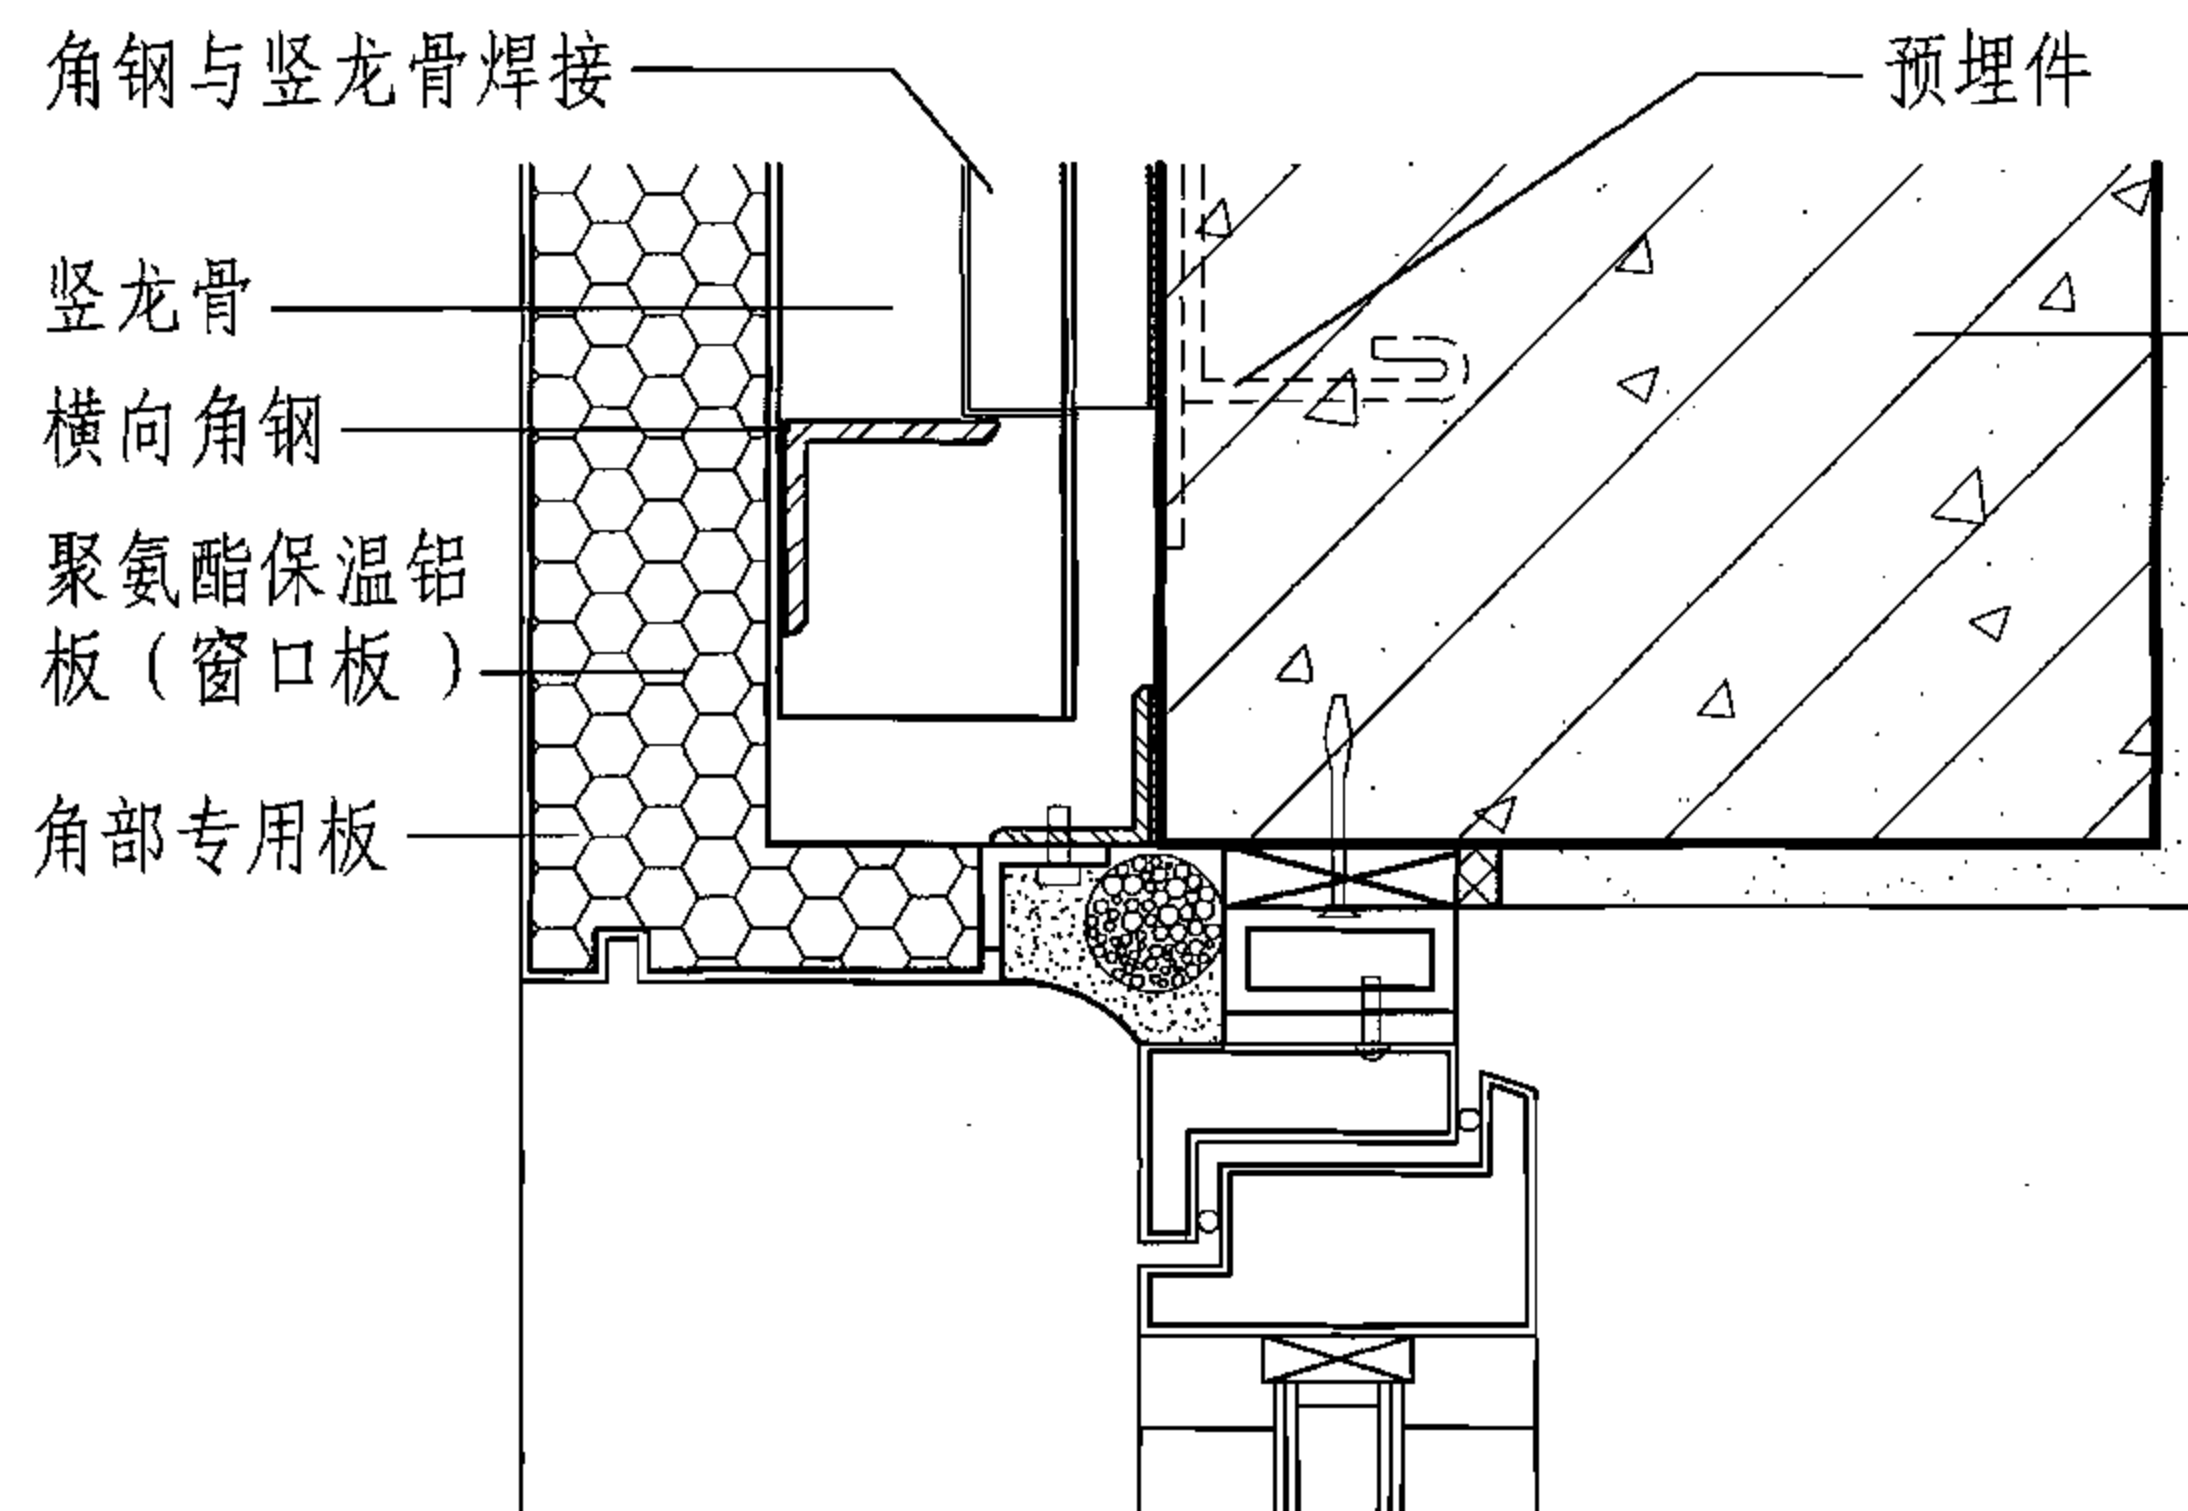 角钢与竖龙骨焊接
预埋件
竖龙骨
横向角钢
聚氨酯保温铝
板（窗口板）
角部专用板